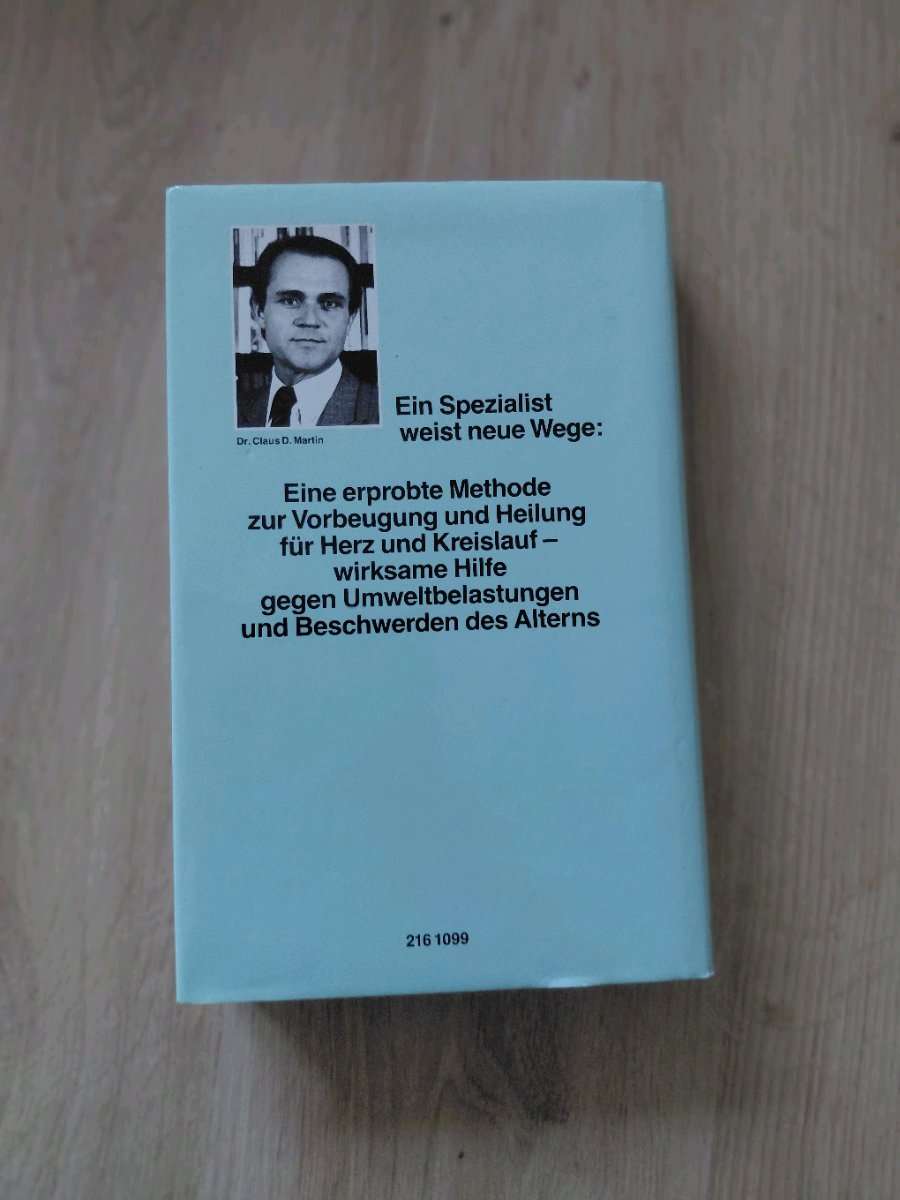 Dr. Claus D. Martin
Ein Spezialist
weist neue Wege:
Eine erprobte Methode
zur Vorbeugung und Heilung
für Herz und Kreislauf –
wirksame Hilfe
gegen Umweltbelastungen
und Beschwerden des Alterns
216 1099